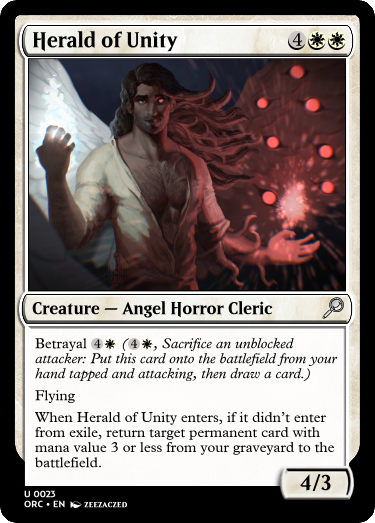 Herald of Unity 4
Creature — Angel Horror Cleric
Betrayal 4 (4, Sacrifice an unblocked
attacker: Put this card onto the battlefield from your
hand tapped and attacking, then draw a card.)
Flying
When Herald of Unity enters, if it didn't enter
from exile, return target permanent card with
mana value 3 or less from your graveyard to the
battlefield.
4/3
U 0023
ORC • EN ZEEZACZED